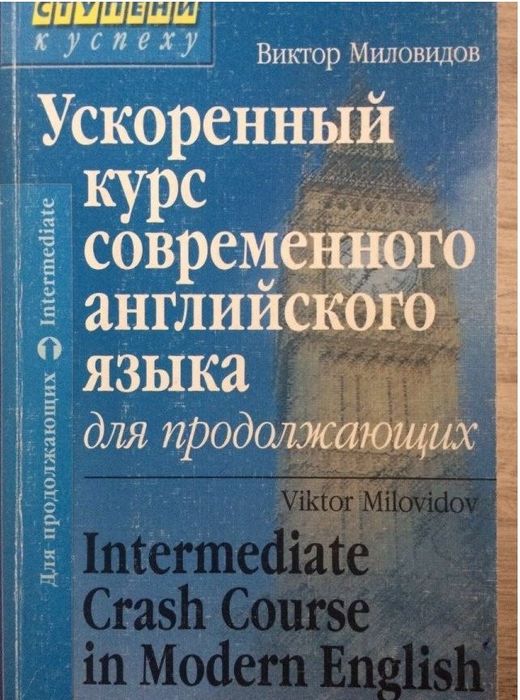 СТУПЕНИ
к успеху
Виктор Миловидов
Ускоренный
курс
современного
английского
языка
для продолжающих
Для продолжающих Intermediate
Viktor Milovidov
Intermediate
Crash Course
in Modern English